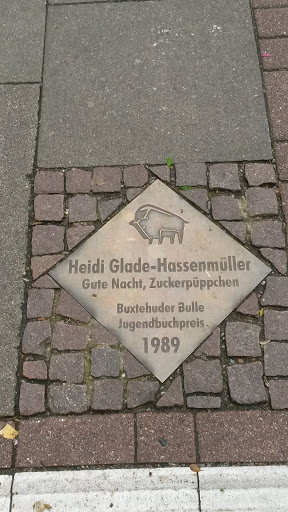 Heidi Glade-Hassenmüller
Gute Nacht, Zuckerpüppchen
Buxtehuder Bulle
Jugendbuchpreis
1989